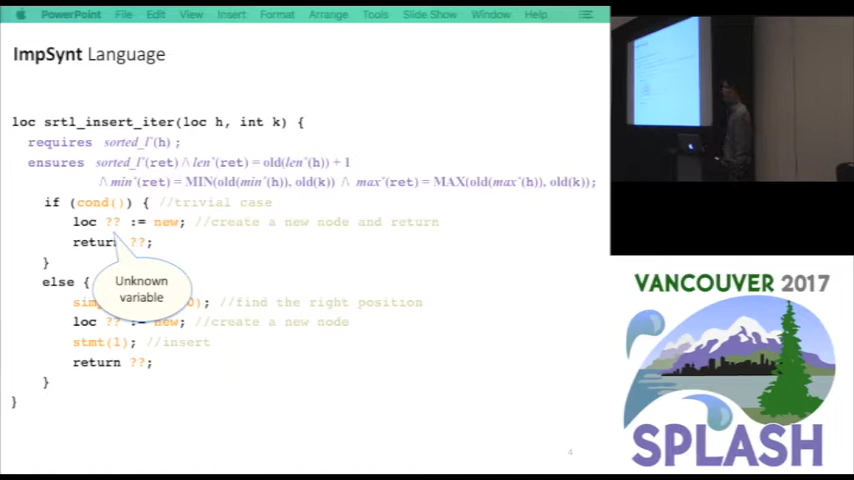 PowerPoint File Edit View Insert Format Arrange Tools Slide Show Window Help
ImpSynt Language
loc srtl_insert_iter(loc h, int k) {
requires sorted_l*(h) ;
ensures sorted_l*(ret) /\ len*(ret) = old(len*(h)) + 1
/\ min*(ret) = MIN(old(min*(h)), old(k)) /\ max*(ret) = MAX(old(max*(h)), old(k));
if (cond()) { //trivial case
loc ?? := new; //create a new node and return
return ??;
}
Unknown
variable
else {
); //find the right position
loc ?? := new; //create a new node
stmt(1); //insert
return ??;
}
}
4
VANCOUVER 2017
SPLASH